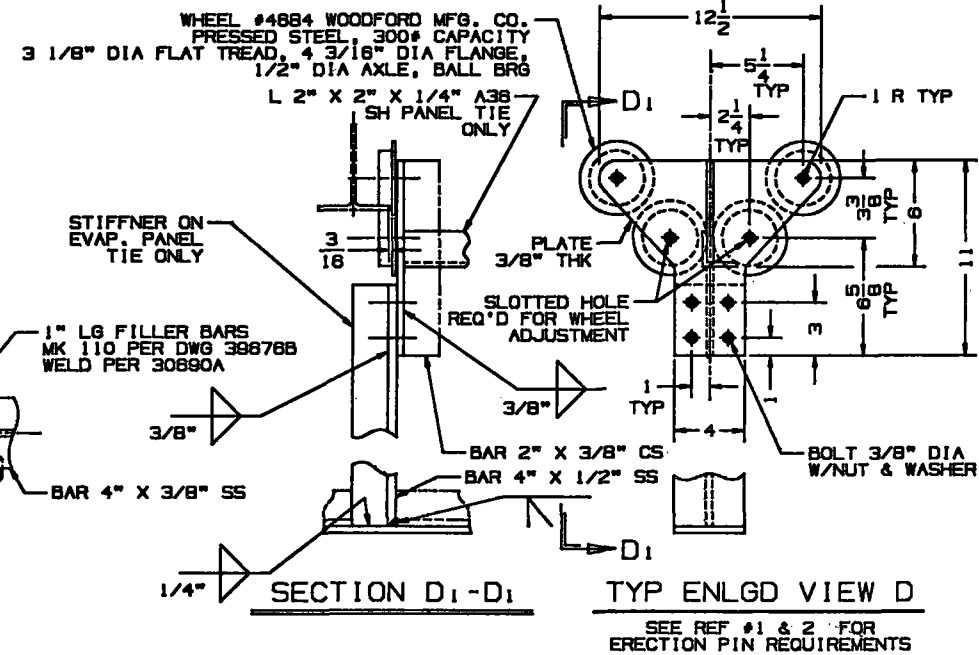 WHEEL #4884 WOODFORD MFG. CO.
PRESSED STEEL, 300# CAPACITY
3 1/8" DIA FLAT TREAD, 4 3/16" DIA FLANGE,
1/2" DIA AXLE, BALL BRG
L 2" X 2" X 1/4" A36
SH PANEL TIE
ONLY
12 1/2
5 1/4
TYP
D1
2 1/4
TYP
1 R TYP
STIFFNER ON
EVAP. PANEL
TIE ONLY
3/16
PLATE
3/8" THK
3 3/8
TYP
6
11
SLOTTED HOLE
REQ'D FOR WHEEL
ADJUSTMENT
6 5/8
TYP
3
1" LG FILLER BARS
MK 110 PER DWG 39876B
WELD PER 30690A
3/8"
3/8"
1
TYP
1
4
BAR 2" X 3/8" CS
BAR 4" X 1/2" SS
BOLT 3/8" DIA
W/NUT & WASHER
BAR 4" X 3/8" SS
D1
1/4"
SECTION D1-D1
TYP ENLGD VIEW D
SEE REF #1 & 2 FOR
ERECTION PIN REQUIREMENTS